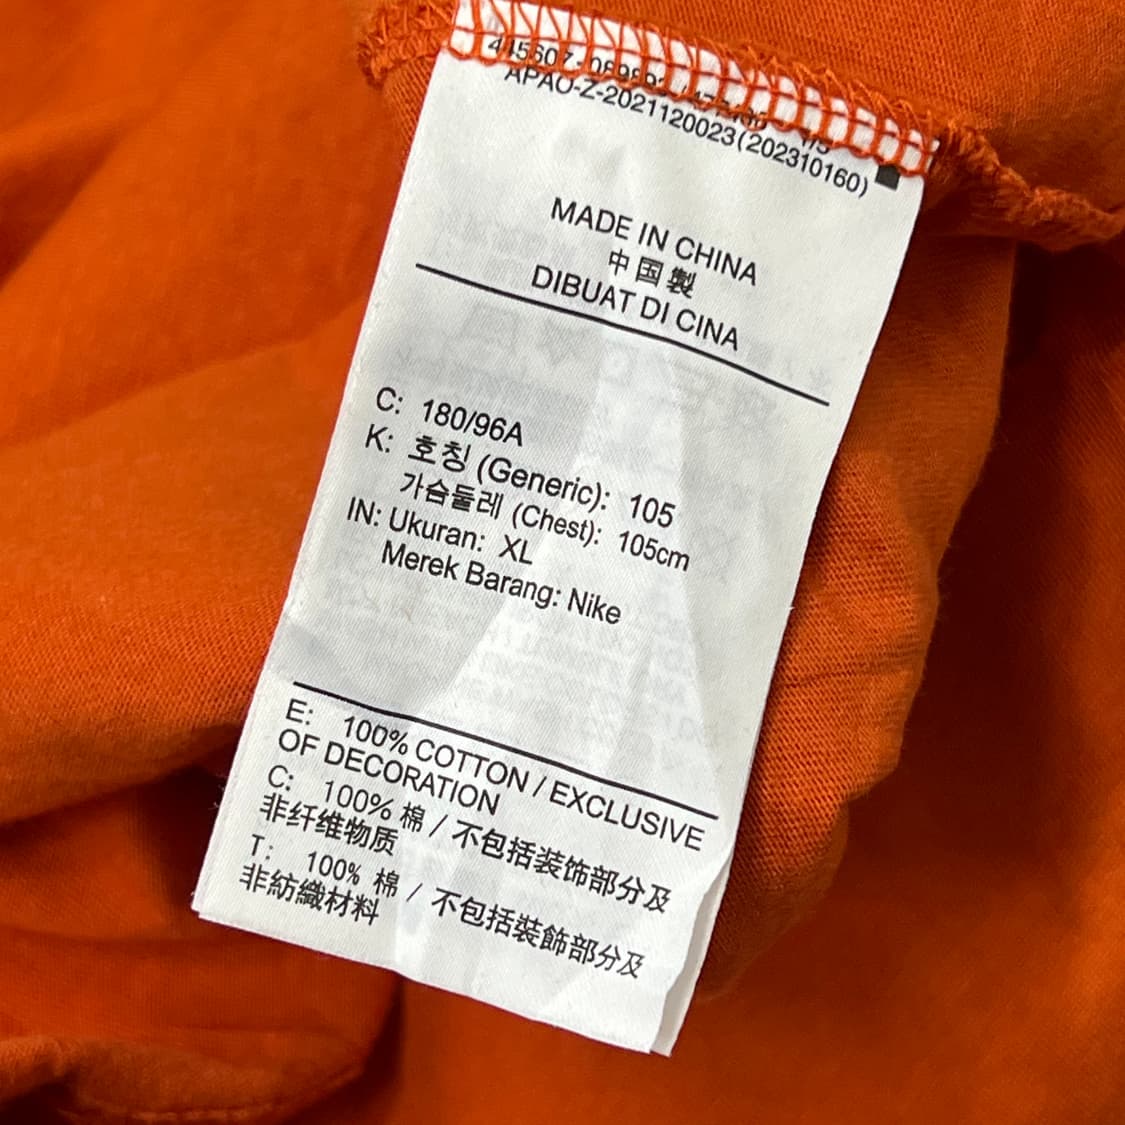 APAO-Z-2021120023(202310160)
MADE IN CHINA
中国製
DIBUAT DI CINA
C: 180/96A
K: 호칭 (Generic): 105
가슴둘레 (Chest): 105cm
IN: Ukuran: XL
Merek Barang: Nike
E: 100% COTTON / EXCLUSIVE
OF DECORATION
C: 100% 棉 / 不包括装饰部分及
非纤维物质
T: 100% 棉 / 不包括裝飾部分及
非紡織材料